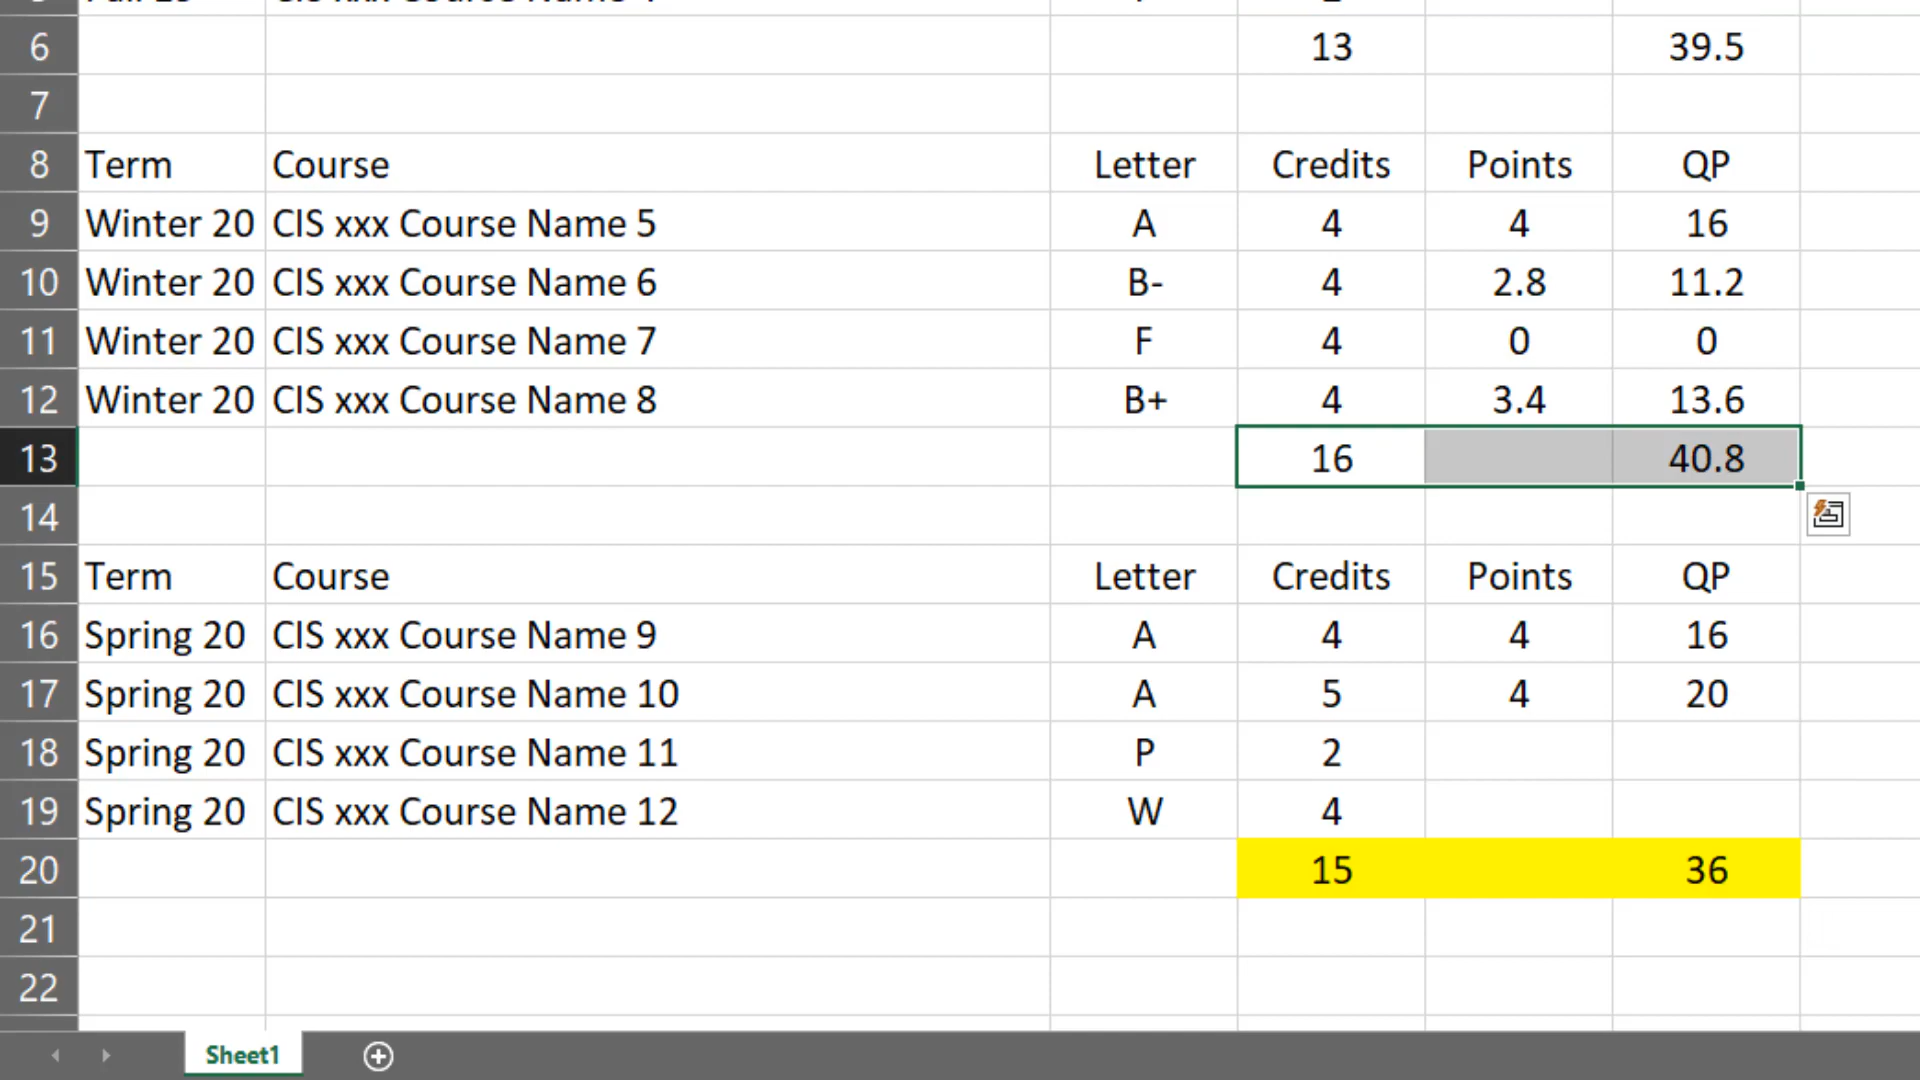 6 13 39.5
7
8 Term Course Letter Credits Points QP
9 Winter 20 CIS xxx Course Name 5 A 4 4 16
10 Winter 20 CIS xxx Course Name 6 B- 4 2.8 11.2
11 Winter 20 CIS xxx Course Name 7 F 4 0 0
12 Winter 20 CIS xxx Course Name 8 B+ 4 3.4 13.6
13 16 40.8
14
15 Term Course Letter Credits Points QP
16 Spring 20 CIS xxx Course Name 9 A 4 4 16
17 Spring 20 CIS xxx Course Name 10 A 5 4 20
18 Spring 20 CIS xxx Course Name 11 P 2
19 Spring 20 CIS xxx Course Name 12 W 4
20 15 36
21
22
Sheet1